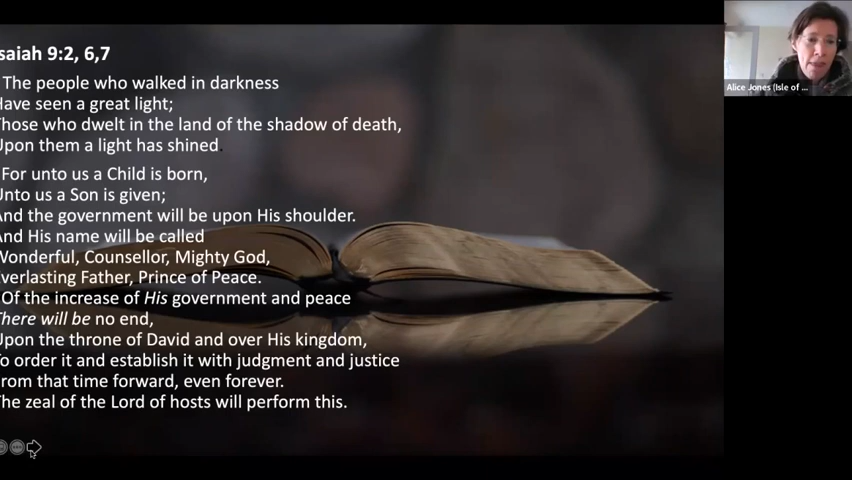 saiah 9:2, 6,7
The people who walked in darkness
Have seen a great light;
Those who dwelt in the land of the shadow of death,
Upon them a light has shined.
For unto us a Child is born,
Unto us a Son is given;
And the government will be upon His shoulder.
And His name will be called
Wonderful, Counsellor, Mighty God,
Everlasting Father, Prince of Peace.
Of the increase of His government and peace
There will be no end,
Upon the throne of David and over His kingdom,
To order it and establish it with judgment and justice
From that time forward, even forever.
The zeal of the Lord of hosts will perform this.
Alice Jones (Isle of ...